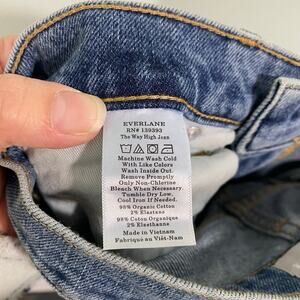 EVERLANE
RN# 139393
The Way High Jean
Machine Wash Cold
With Like Colors
Wash Inside Out.
Remove Promptly
Only Non-Chlorine
Bleach When Necessary
Tumble Dry Low,
Cool Iron If Needed.
98% Organic Cotton
2% Elastane
98% Coton Organique
2% Elasthanne
Made in Vietnam
Fabriqué au Viêt-Nam